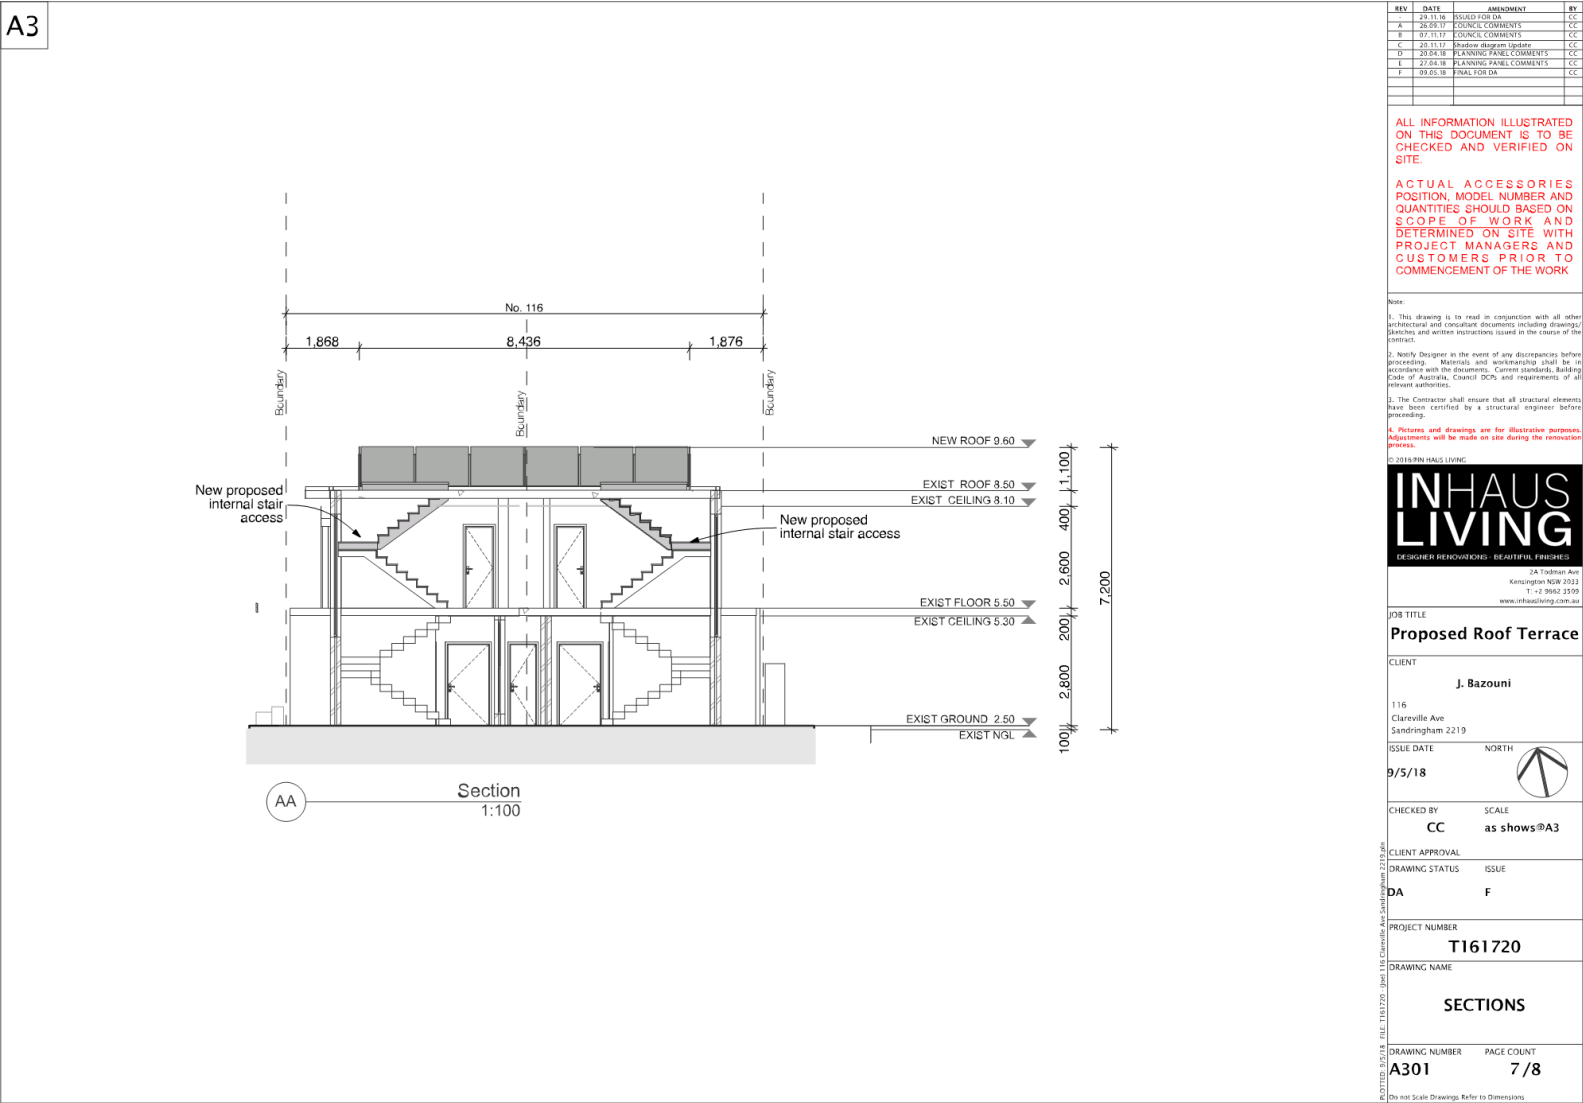 A3
REV DATE AMENDMENT BY
- 29.11.16 ISSUED FOR DA CC
A 26.09.17 COUNCIL COMMENTS CC
B 07.11.17 COUNCIL COMMENTS CC
C 20.11.17 Shadow diagram Update CC
D 20.04.18 PLANNING PANEL COMMENTS CC
E 27.04.18 PLANNING PANEL COMMENTS CC
F 09.05.18 FINAL FOR DA CC
ALL INFORMATION ILLUSTRATED
ON THIS DOCUMENT IS TO BE
CHECKED AND VERIFIED ON
SITE.
ACTUAL ACCESSORIES
POSITION, MODEL NUMBER AND
QUANTITIES SHOULD BASED ON
SCOPE OF WORK AND
DETERMINED ON SITE WITH
PROJECT MANAGERS AND
CUSTOMERS PRIOR TO
COMMENCEMENT OF THE WORK
Note:
1. This drawing is to read in conjunction with all other
architectural and consultant documents including drawings/
Sketches and written instructions issued in the course of the
contract.
2. Notify Designer in the event of any discrepancies before
proceeding. Materials and workmanship shall be in
accordance with the documents. Current standards, Building
Code of Australia, Council DCPs and requirements of all
relevant authorities.
3. The Contractor shall ensure that all structural elements
have been certified by a structural engineer before
proceeding.
4. Pictures and drawings are for illustrative purposes.
Adjustments will be made on site during the renovation
process.
© 2016 IN HAUS LIVING
INHAUS
LIVING
DESIGNER RENOVATIONS - BEAUTIFUL FINISHES
2A Todman Ave
Kensington NSW 2033
T: +2 9662 3509
www.inhausliving.com.au
JOB TITLE
Proposed Roof Terrace
CLIENT
J. Bazouni
116
Clareville Ave
Sandringham 2219
ISSUE DATE NORTH
9/5/18
CHECKED BY SCALE
CC as shows@A3
CLIENT APPROVAL
DRAWING STATUS ISSUE
DA F
PROJECT NUMBER
T161720
DRAWING NAME
SECTIONS
DRAWING NUMBER PAGE COUNT
A301 7/8
Do not Scale Drawings Refer to Dimensions
PLOTTED: 9/5/18 FILE: T161720 - (Joe) 116 Clareville Ave Sandringham 2219.pln
No. 116
1,868 8,436 1,876
Boundary
Boundary
Boundary
NEW ROOF 9.60
EXIST ROOF 8.50
EXIST CEILING 8.10
EXIST FLOOR 5.50
EXIST CEILING 5.30
EXIST GROUND 2.50
EXIST NGL
1,100
400
2,600
200
2,800
100
7,200
New proposed
internal stair
access
New proposed
internal stair access
AA
Section
1:100